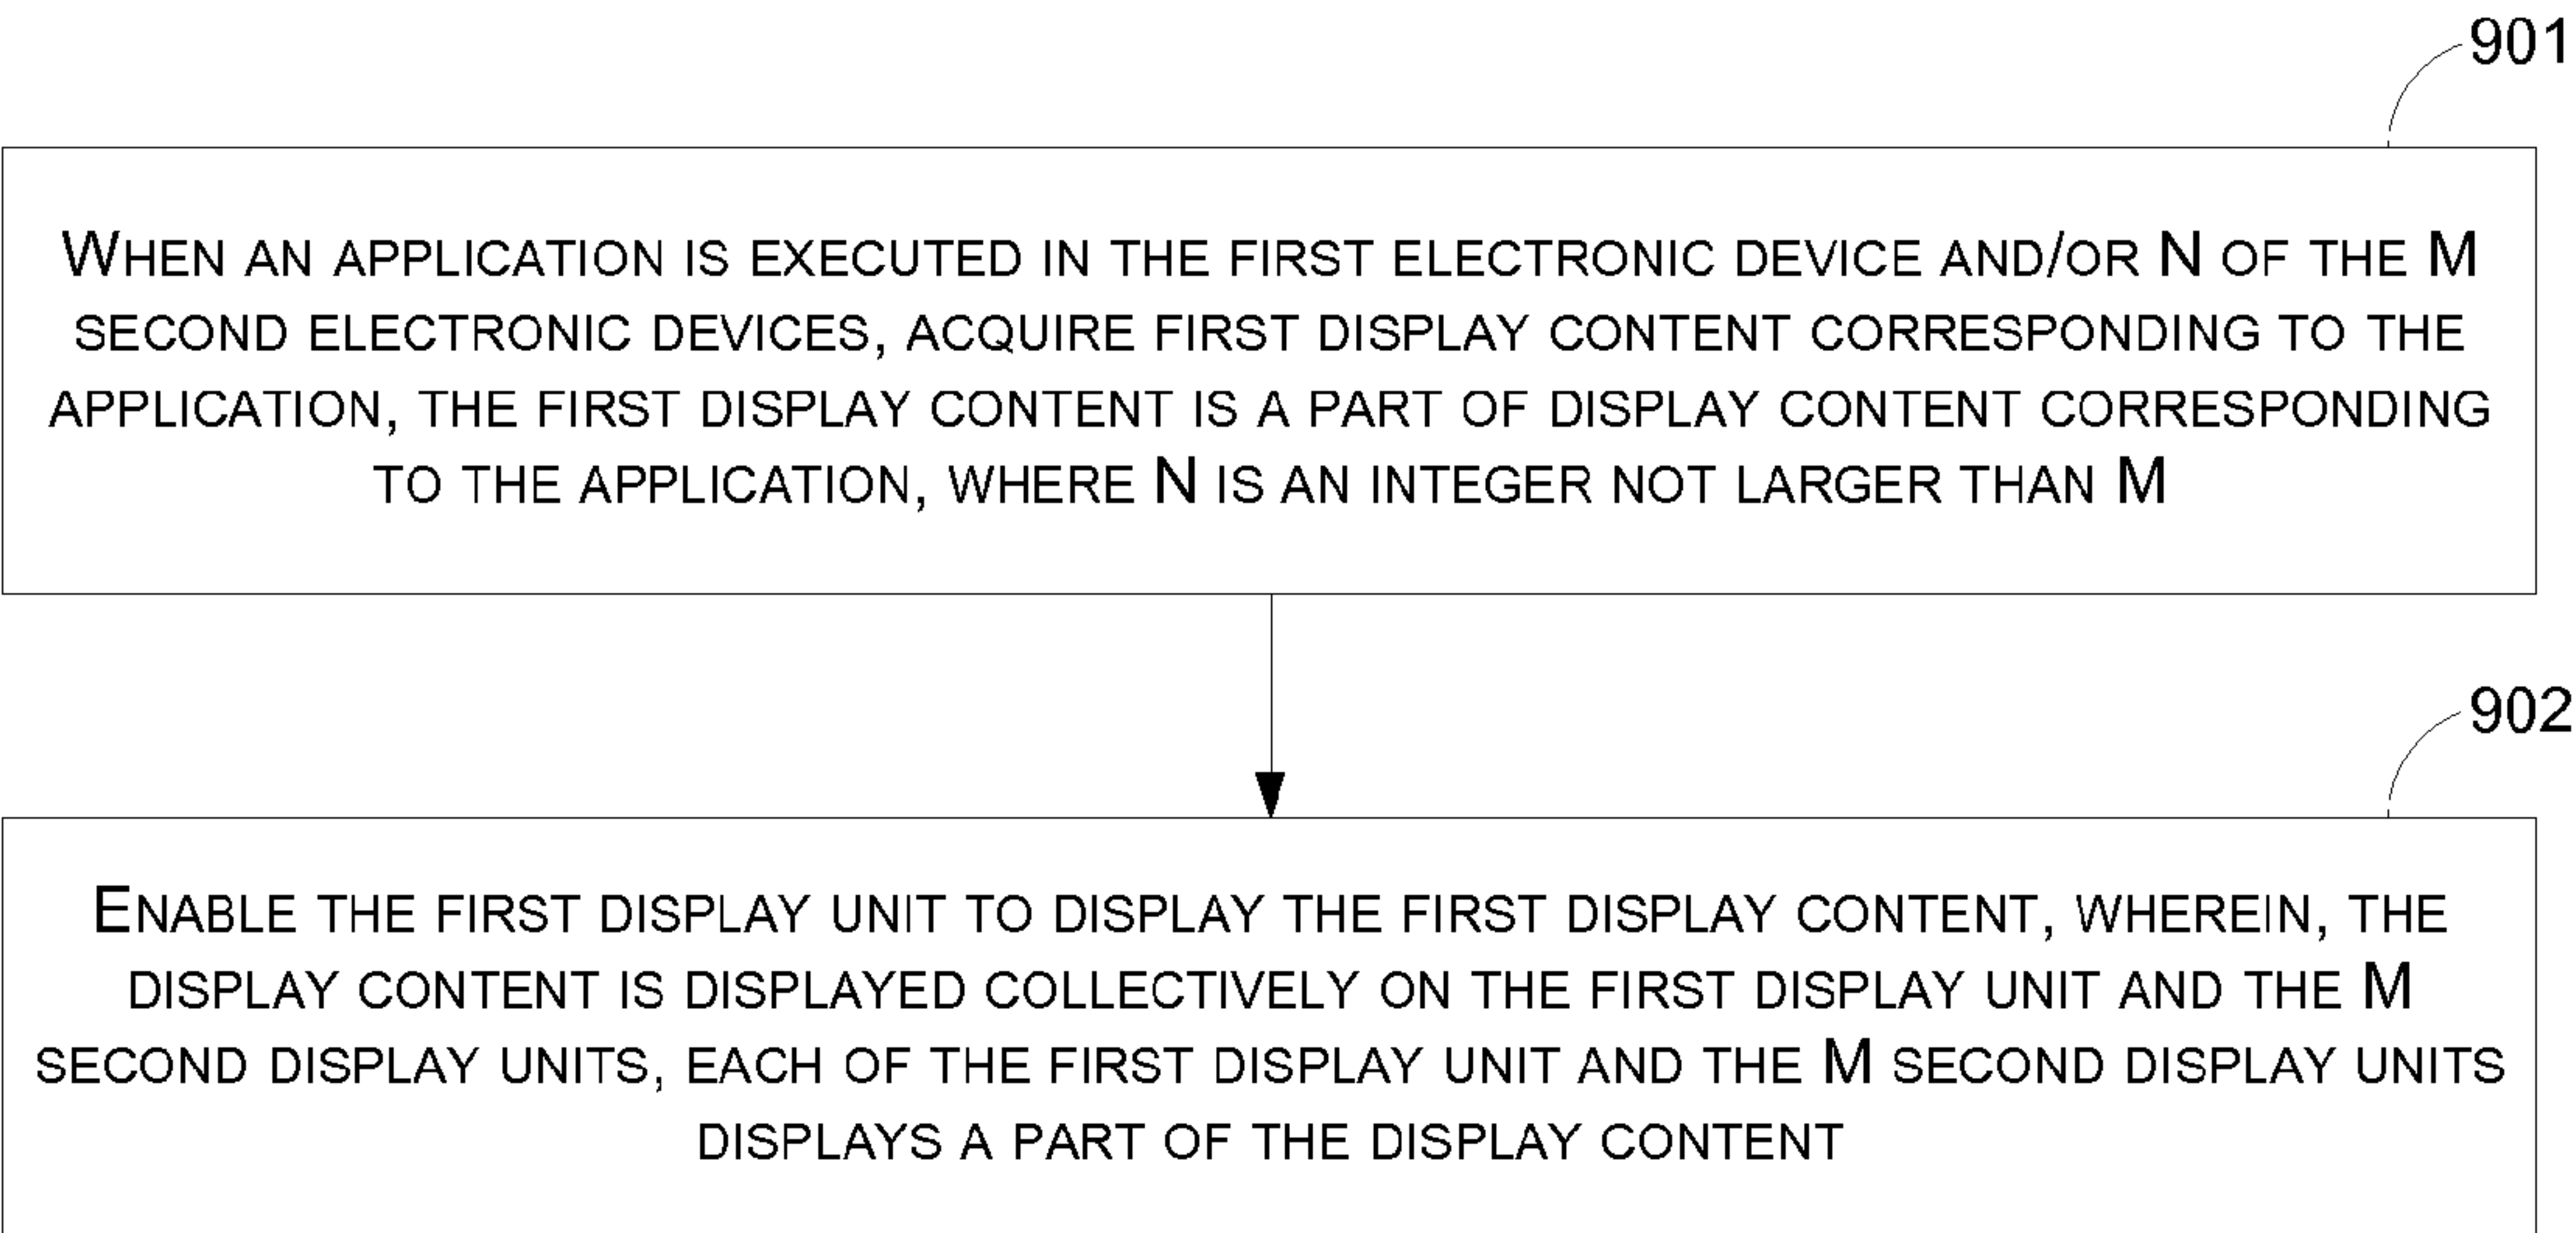 901
WHEN AN APPLICATION IS EXECUTED IN THE FIRST ELECTRONIC DEVICE AND/OR N OF THE M
SECOND ELECTRONIC DEVICES, ACQUIRE FIRST DISPLAY CONTENT CORRESPONDING TO THE
APPLICATION, THE FIRST DISPLAY CONTENT IS A PART OF DISPLAY CONTENT CORRESPONDING
TO THE APPLICATION, WHERE N IS AN INTEGER NOT LARGER THAN M
902
ENABLE THE FIRST DISPLAY UNIT TO DISPLAY THE FIRST DISPLAY CONTENT, WHEREIN, THE
DISPLAY CONTENT IS DISPLAYED COLLECTIVELY ON THE FIRST DISPLAY UNIT AND THE M
SECOND DISPLAY UNITS, EACH OF THE FIRST DISPLAY UNIT AND THE M SECOND DISPLAY UNITS
DISPLAYS A PART OF THE DISPLAY CONTENT